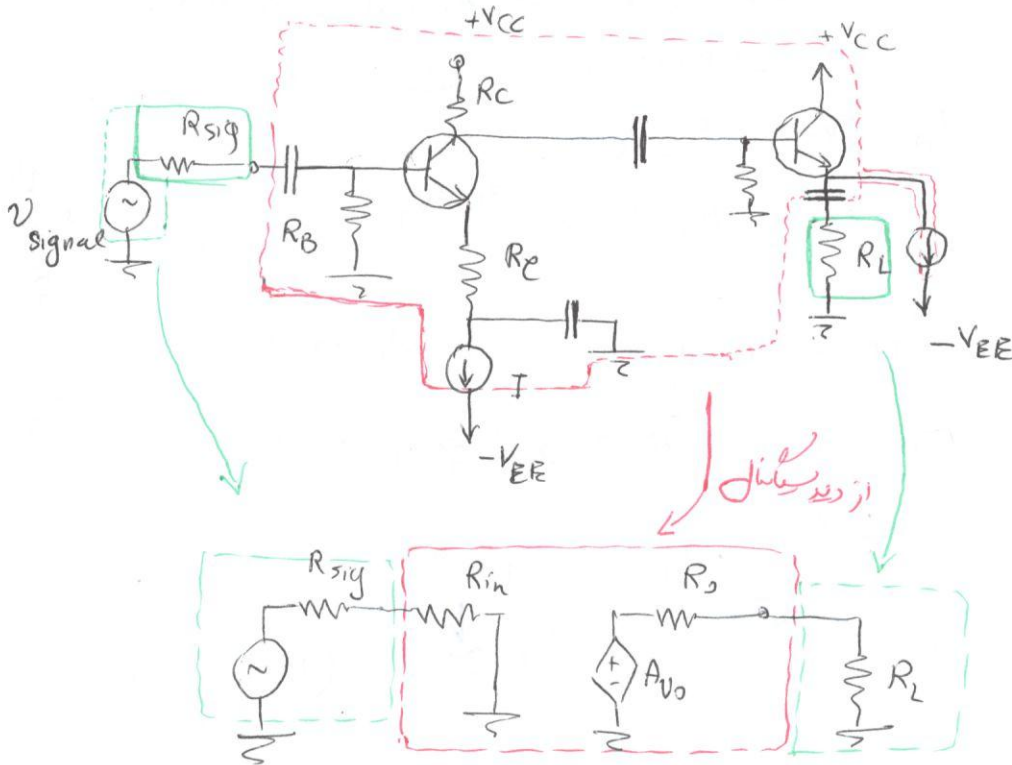 +VCC
+VCC
RC
Rsig
v signal
RB
Re
RL
I
-VEE
-VEE
از دید سیگنال
Rsig
Rin
Ro
Avo
RL